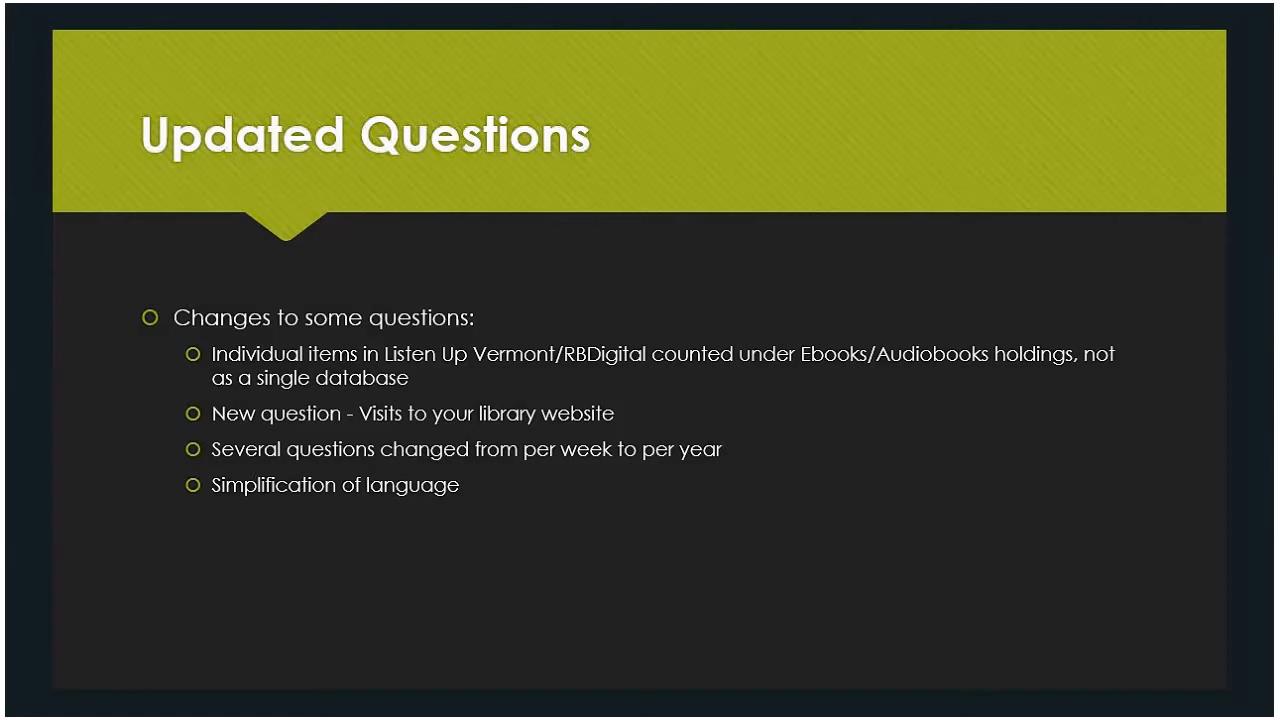 Updated Questions
Changes to some questions:
Individual items in Listen Up Vermont/RBDigital counted under Ebooks/Audiobooks holdings, not
as a single database
New question - Visits to your library website
Several questions changed from per week to per year
Simplification of language